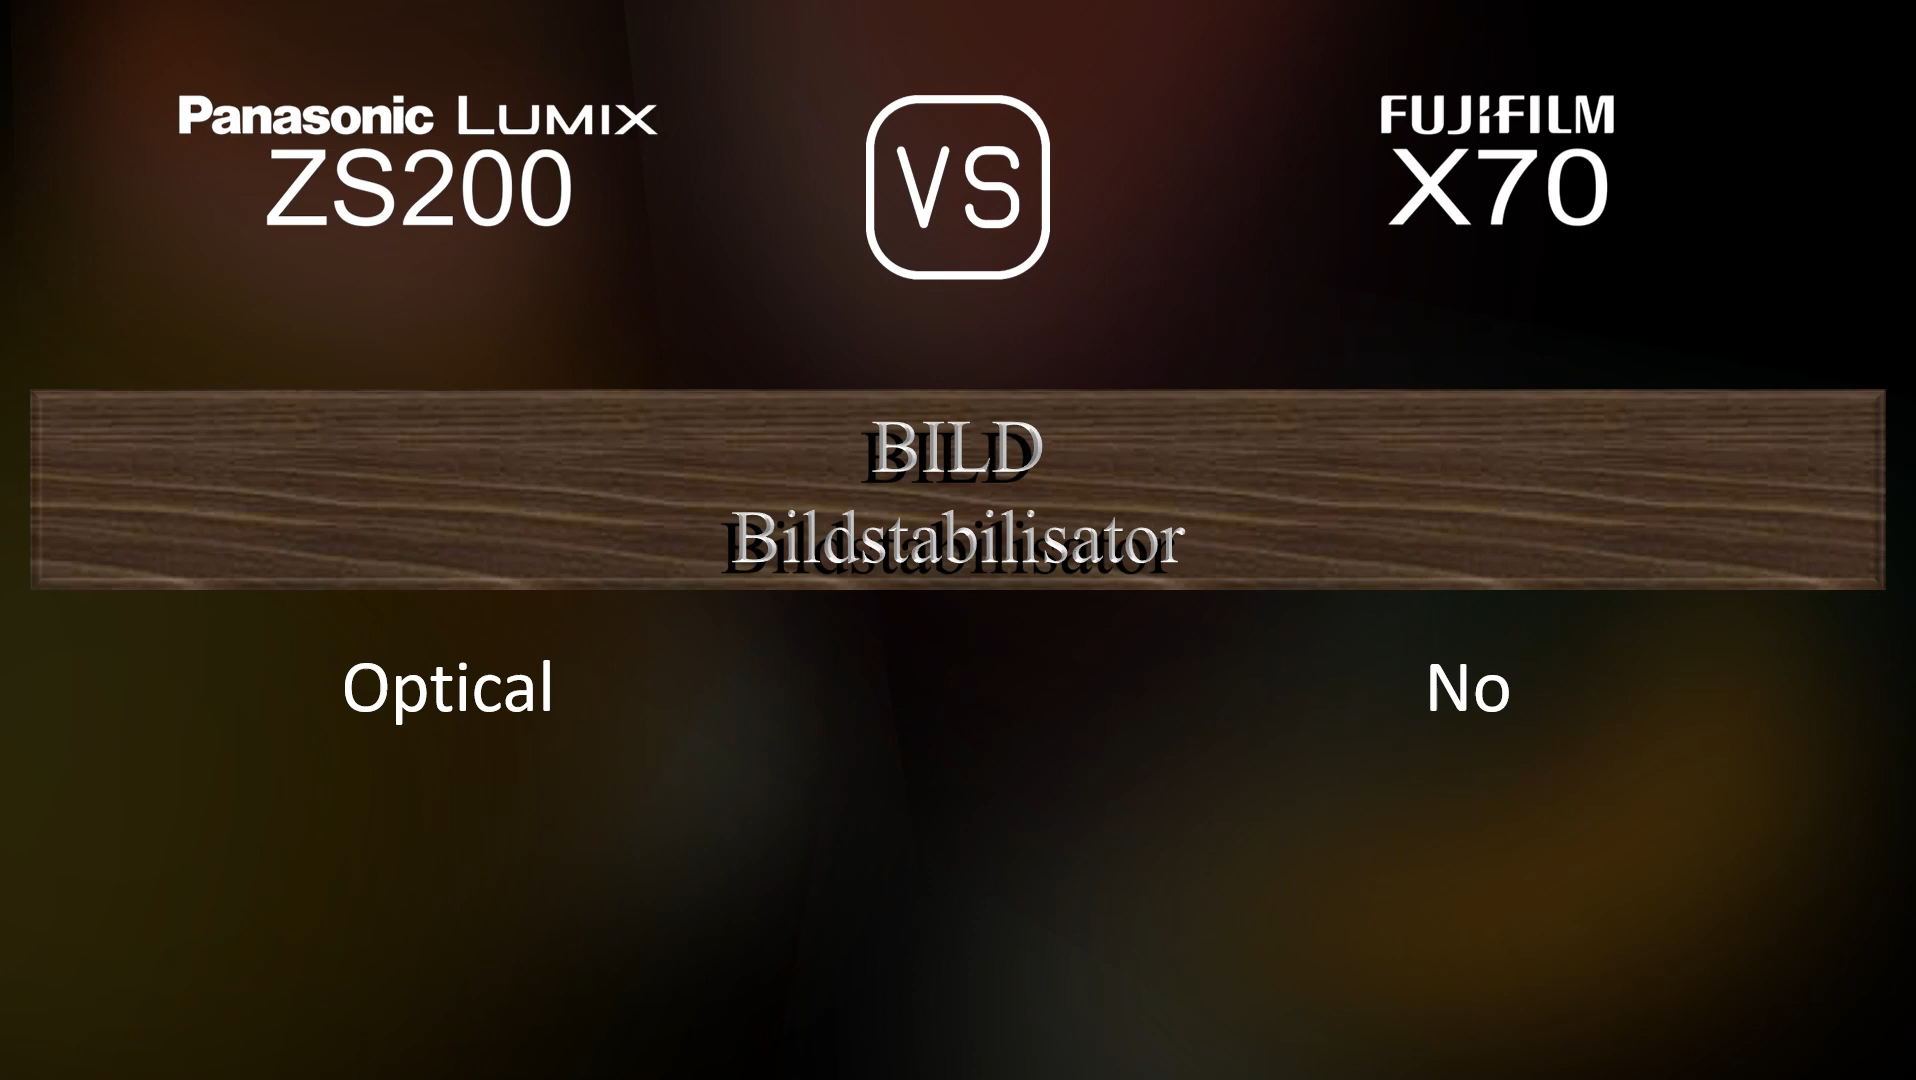 Panasonic LUMIX
ZS200
VS
FUJIFILM
X70
BILD
Bildstabilisator
Optical
No